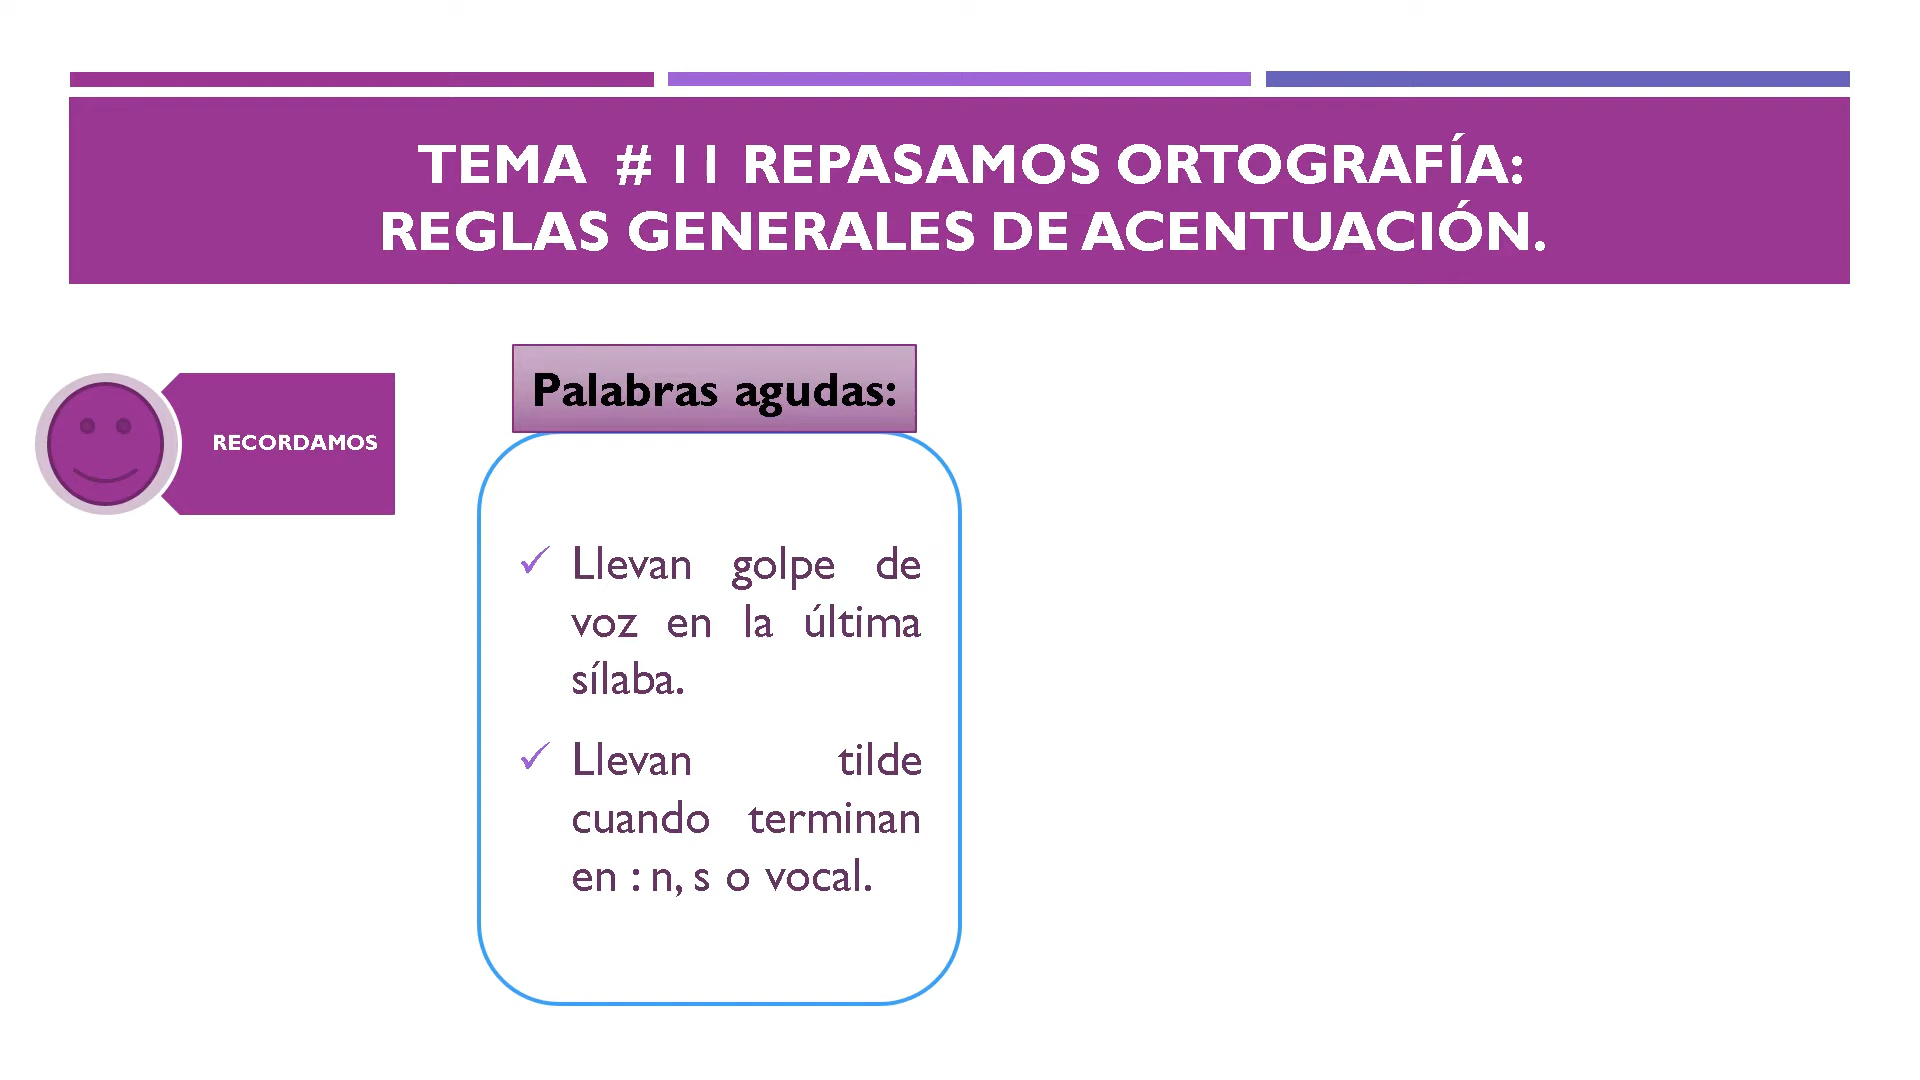 TEMA # 11 REPASAMOS ORTOGRAFÍA:
REGLAS GENERALES DE ACENTUACIÓN.
RECORDAMOS
Palabras agudas:
✓ Llevan golpe de
voz en la última
sílaba.
✓ Llevan tilde
cuando terminan
en : n, s o vocal.